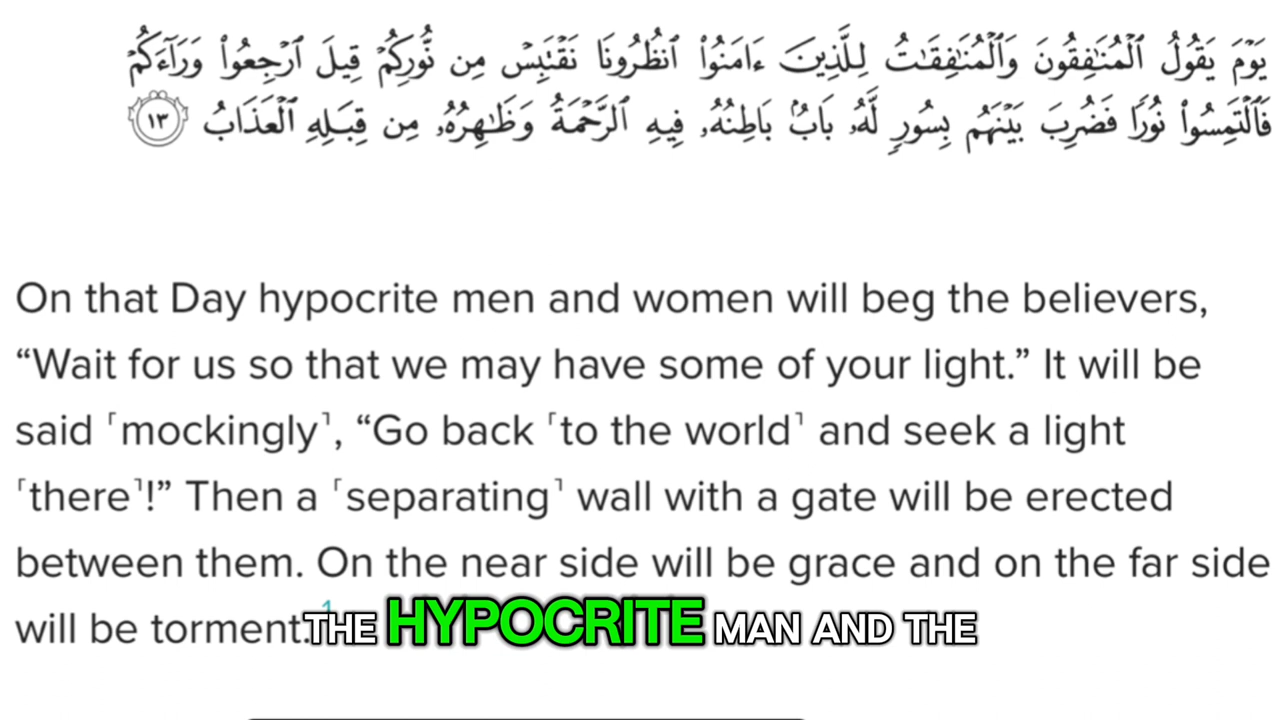 يَوْمَ يَقُولُ ٱلْمُنَـٰفِقُونَ وَٱلْمُنَـٰفِقَـٰتُ لِلَّذِينَ ءَامَنُوا۟ ٱنظُرُونَا نَقْتَبِسْ مِن نُّورِكُمْ قِيلَ ٱرْجِعُوا۟ وَرَآءَكُمْ
فَٱلْتَمِسُوا۟ نُورًۭا فَضُرِبَ بَيْنَهُم بِسُورٍۢ لَّهُۥ بَابٌۢ بَاطِنُهُۥ فِيهِ ٱلرَّحْمَةُ وَظَـٰهِرُهُۥ مِن قِبَلِهِ ٱلْعَذَابُ ١٣
On that Day hypocrite men and women will beg the believers,
“Wait for us so that we may have some of your light.” It will be
said ˹mockingly˺, “Go back ˹to the world˺ and seek a light
˹there˺!” Then a ˹separating˺ wall with a gate will be erected
between them. On the near side will be grace and on the far side
will be torment.1
THE HYPOCRITE MAN AND THE